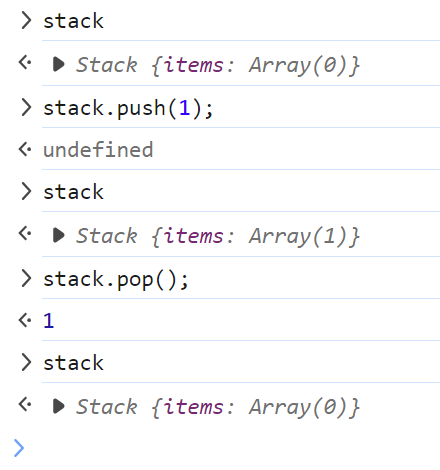 stack
Stack {items: Array(0)}
stack.push(1);
undefined
stack
Stack {items: Array(1)}
stack.pop();
1
stack
Stack {items: Array(0)}